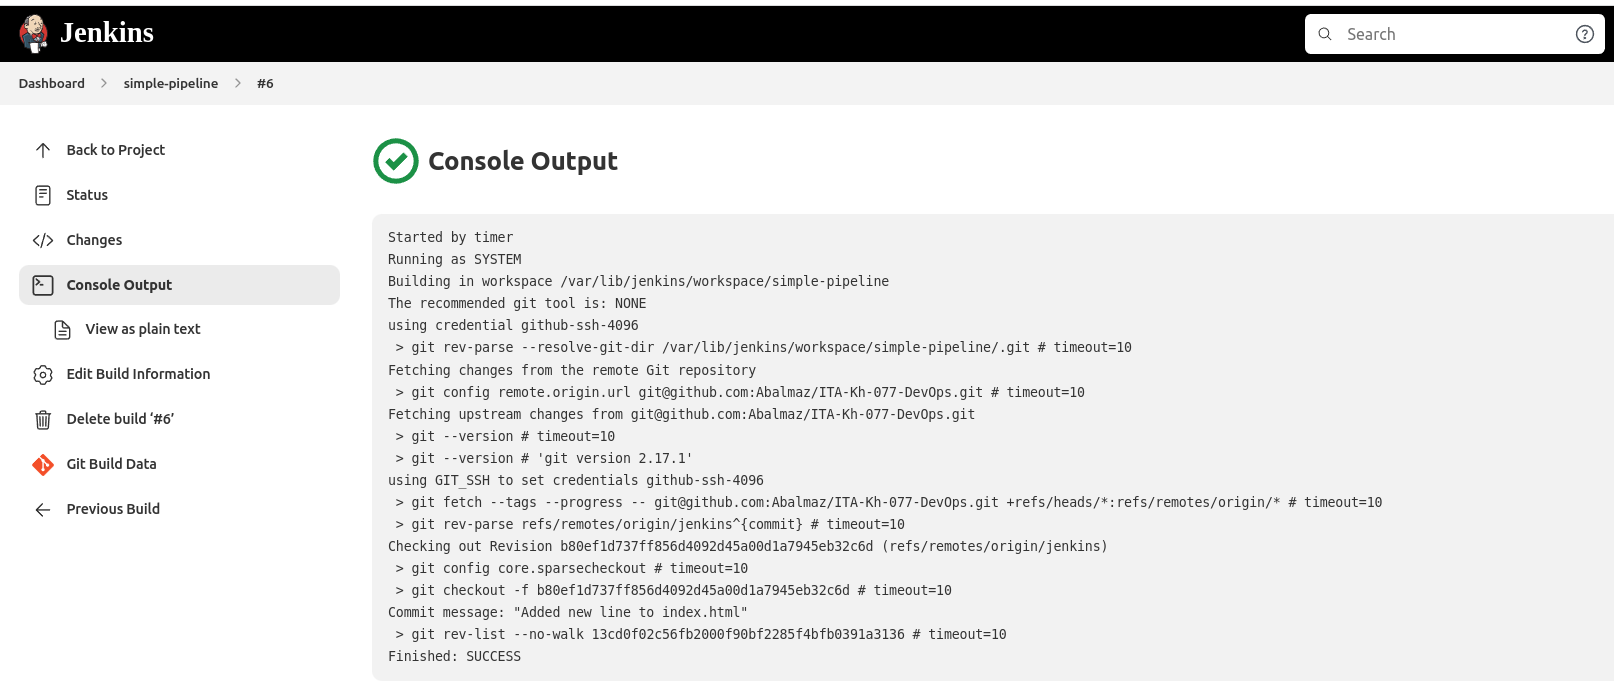 Jenkins
Search
Dashboard > simple-pipeline > #6
Back to Project
Status
Changes
Console Output
View as plain text
Edit Build Information
Delete build ‘#6’
Git Build Data
Previous Build
Console Output
Started by timer
Running as SYSTEM
Building in workspace /var/lib/jenkins/workspace/simple-pipeline
The recommended git tool is: NONE
using credential github-ssh-4096
 > git rev-parse --resolve-git-dir /var/lib/jenkins/workspace/simple-pipeline/.git # timeout=10
Fetching changes from the remote Git repository
 > git config remote.origin.url git@github.com:Abalmaz/ITA-Kh-077-DevOps.git # timeout=10
Fetching upstream changes from git@github.com:Abalmaz/ITA-Kh-077-DevOps.git
 > git --version # timeout=10
 > git --version # 'git version 2.17.1'
using GIT_SSH to set credentials github-ssh-4096
 > git fetch --tags --progress -- git@github.com:Abalmaz/ITA-Kh-077-DevOps.git +refs/heads/*:refs/remotes/origin/* # timeout=10
 > git rev-parse refs/remotes/origin/jenkins^{commit} # timeout=10
Checking out Revision b80ef1d737ff856d4092d45a00d1a7945eb32c6d (refs/remotes/origin/jenkins)
 > git config core.sparsecheckout # timeout=10
 > git checkout -f b80ef1d737ff856d4092d45a00d1a7945eb32c6d # timeout=10
Commit message: "Added new line to index.html"
 > git rev-list --no-walk 13cd0f02c56fb2000f90bf2285f4bfb0391a3136 # timeout=10
Finished: SUCCESS